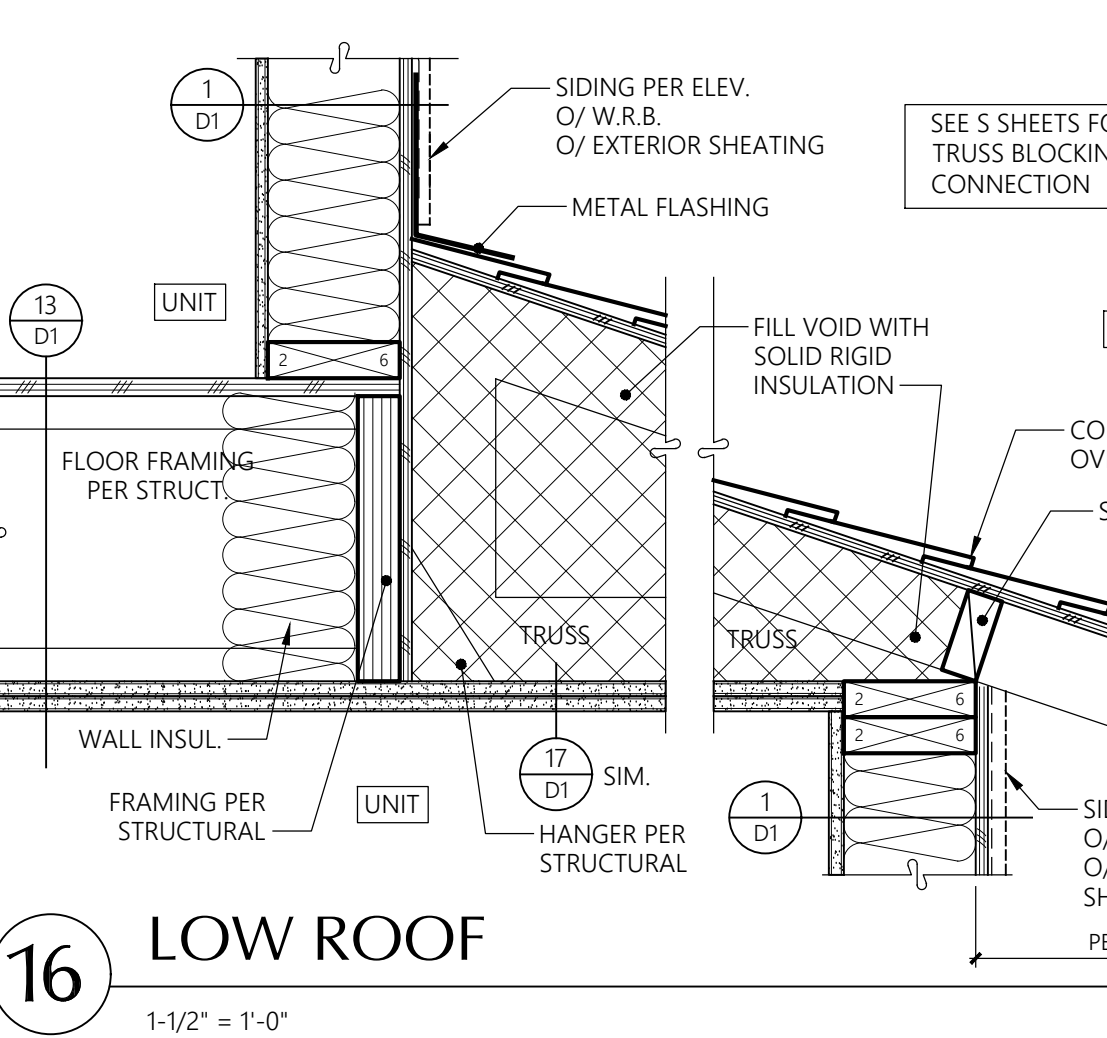 1
D1
SIDING PER ELEV.
O/ W.R.B.
O/ EXTERIOR SHEATING
SEE S SHEETS
TRUSS
CONNECTION
METAL FLASHING
13
D1
UNIT
FILL VOID WITH
SOLID RIGID
INSULATION
2 6
FLOOR FRAMING
PER STRUCT.
TRUSS
TRUSS
2 6
2 6
WALL INSUL.
17
D1
SIM.
FRAMING PER
STRUCTURAL
UNIT
HANGER PER
STRUCTURAL
1
D1
O/
O/
16
LOW ROOF
1-1/2" = 1'-0"